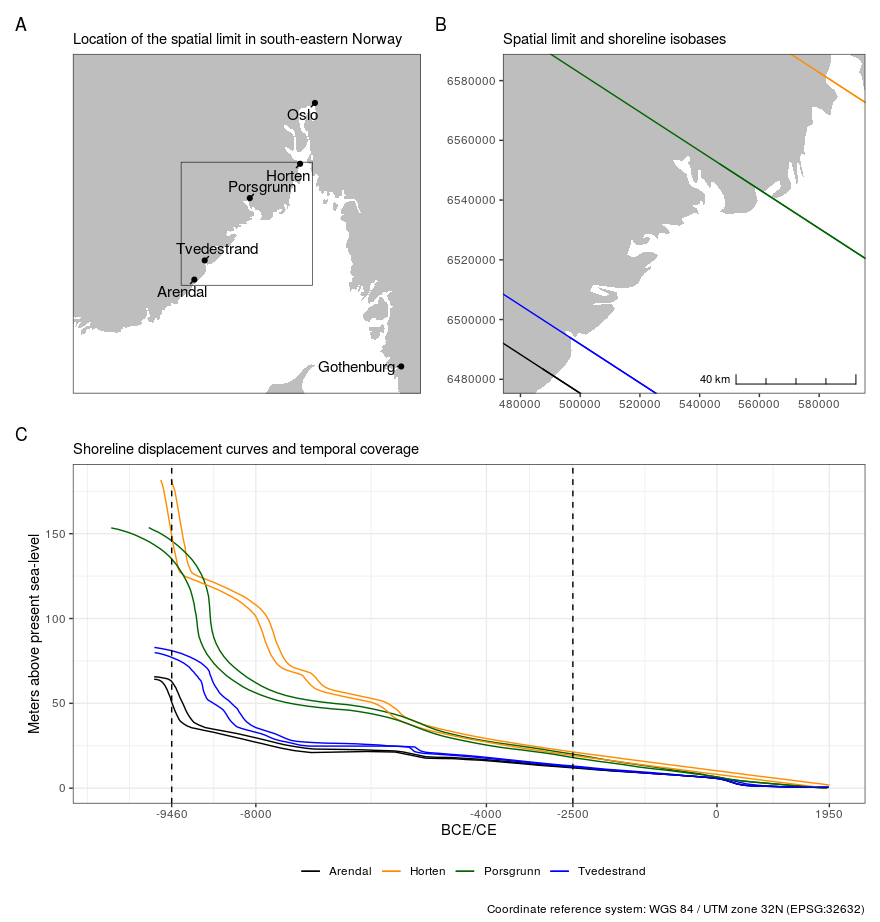 A
Location of the spatial limit in south-eastern Norway
Oslo
Horten
Porsgrunn
Tvedestrand
Arendal
Gothenburg
B
Spatial limit and shoreline isobases
6580000
6560000
6540000
6520000
6500000
6480000
40 km
480000 500000 520000 540000 560000 580000
C
Shoreline displacement curves and temporal coverage
Meters above present sea-level
150
100
50
0
-9460 -8000 -4000 -2500 0 1950
BCE/CE
Arendal Horten Porsgrunn Tvedestrand
Coordinate reference system: WGS 84 / UTM zone 32N (EPSG:32632)